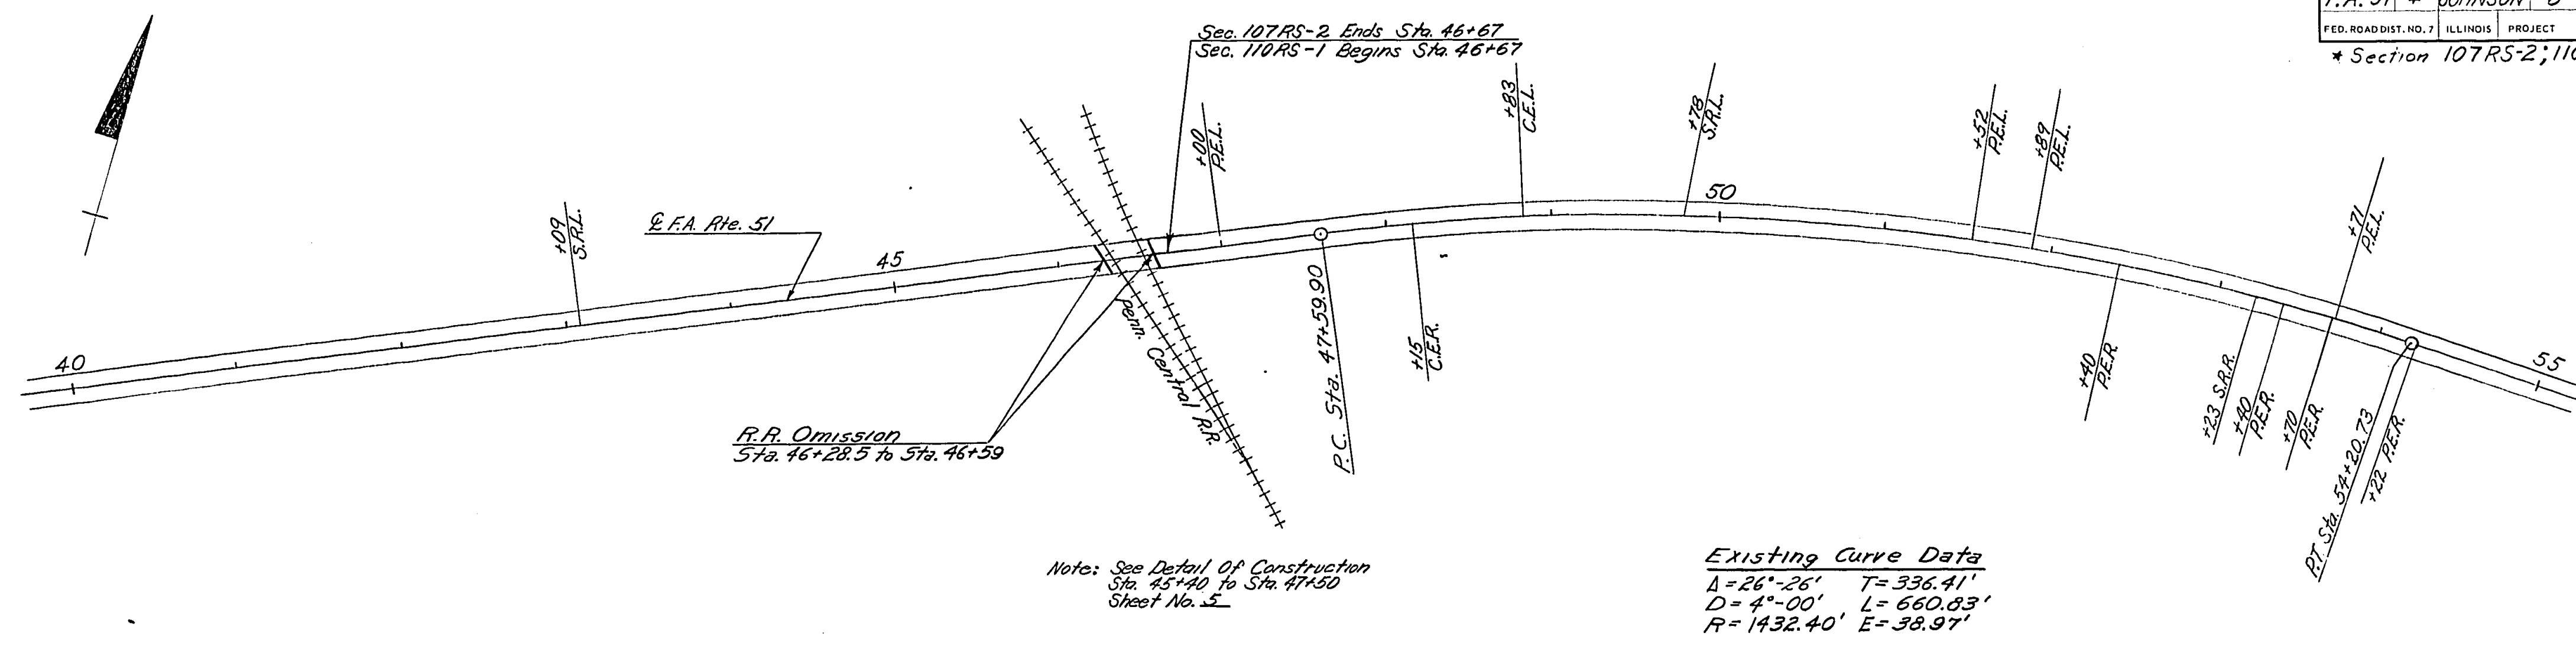 F.A. 51 * JOHNSON
FED. ROAD DIST. NO. 7 ILLINOIS PROJECT
* Section 107RS-2; 110
Sec. 107RS-2 Ends Sta. 46+67
Sec. 110RS-1 Begins Sta. 46+67
+00
P.E.L.
+83
C.E.L.
+78
S.R.L.
+52
P.E.L.
+89
P.E.L.
+71
P.E.L.
+09
S.R.L.
℄ F.A. Rte. 51
40
45
50
55
Penn. Central R.R.
P.C. Sta. 47+59.90
+15
C.E.R.
+40
P.E.R.
+23 S.R.R.
+40
P.E.R.
+70
P.E.R.
P.T. Sta. 54+20.73
+22 P.E.R.
R.R. Omission
Sta. 46+28.5 to Sta. 46+59
Note: See Detail Of Construction
Sta. 45+40 to Sta. 47+50
Sheet No. 5
Existing Curve Data
Δ=26°-26' T=336.41'
D=4°-00' L=660.83'
R=1432.40' E=38.97'